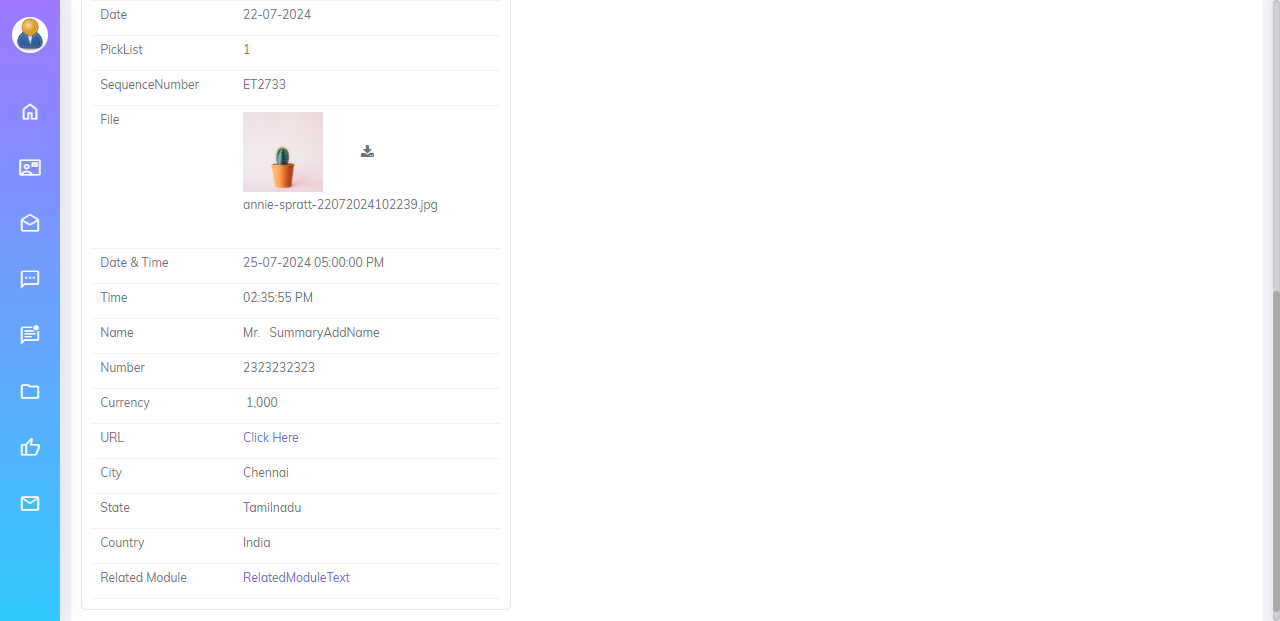 Date 22-07-2024
PickList 1
SequenceNumber ET2733
File
annie-spratt-22072024102239.jpg
Date & Time 25-07-2024 05:00:00 PM
Time 02:35:55 PM
Name Mr. SummaryAddName
Number 2323232323
Currency 1,000
URL Click Here
City Chennai
State Tamilnadu
Country India
Related Module RelatedModuleText